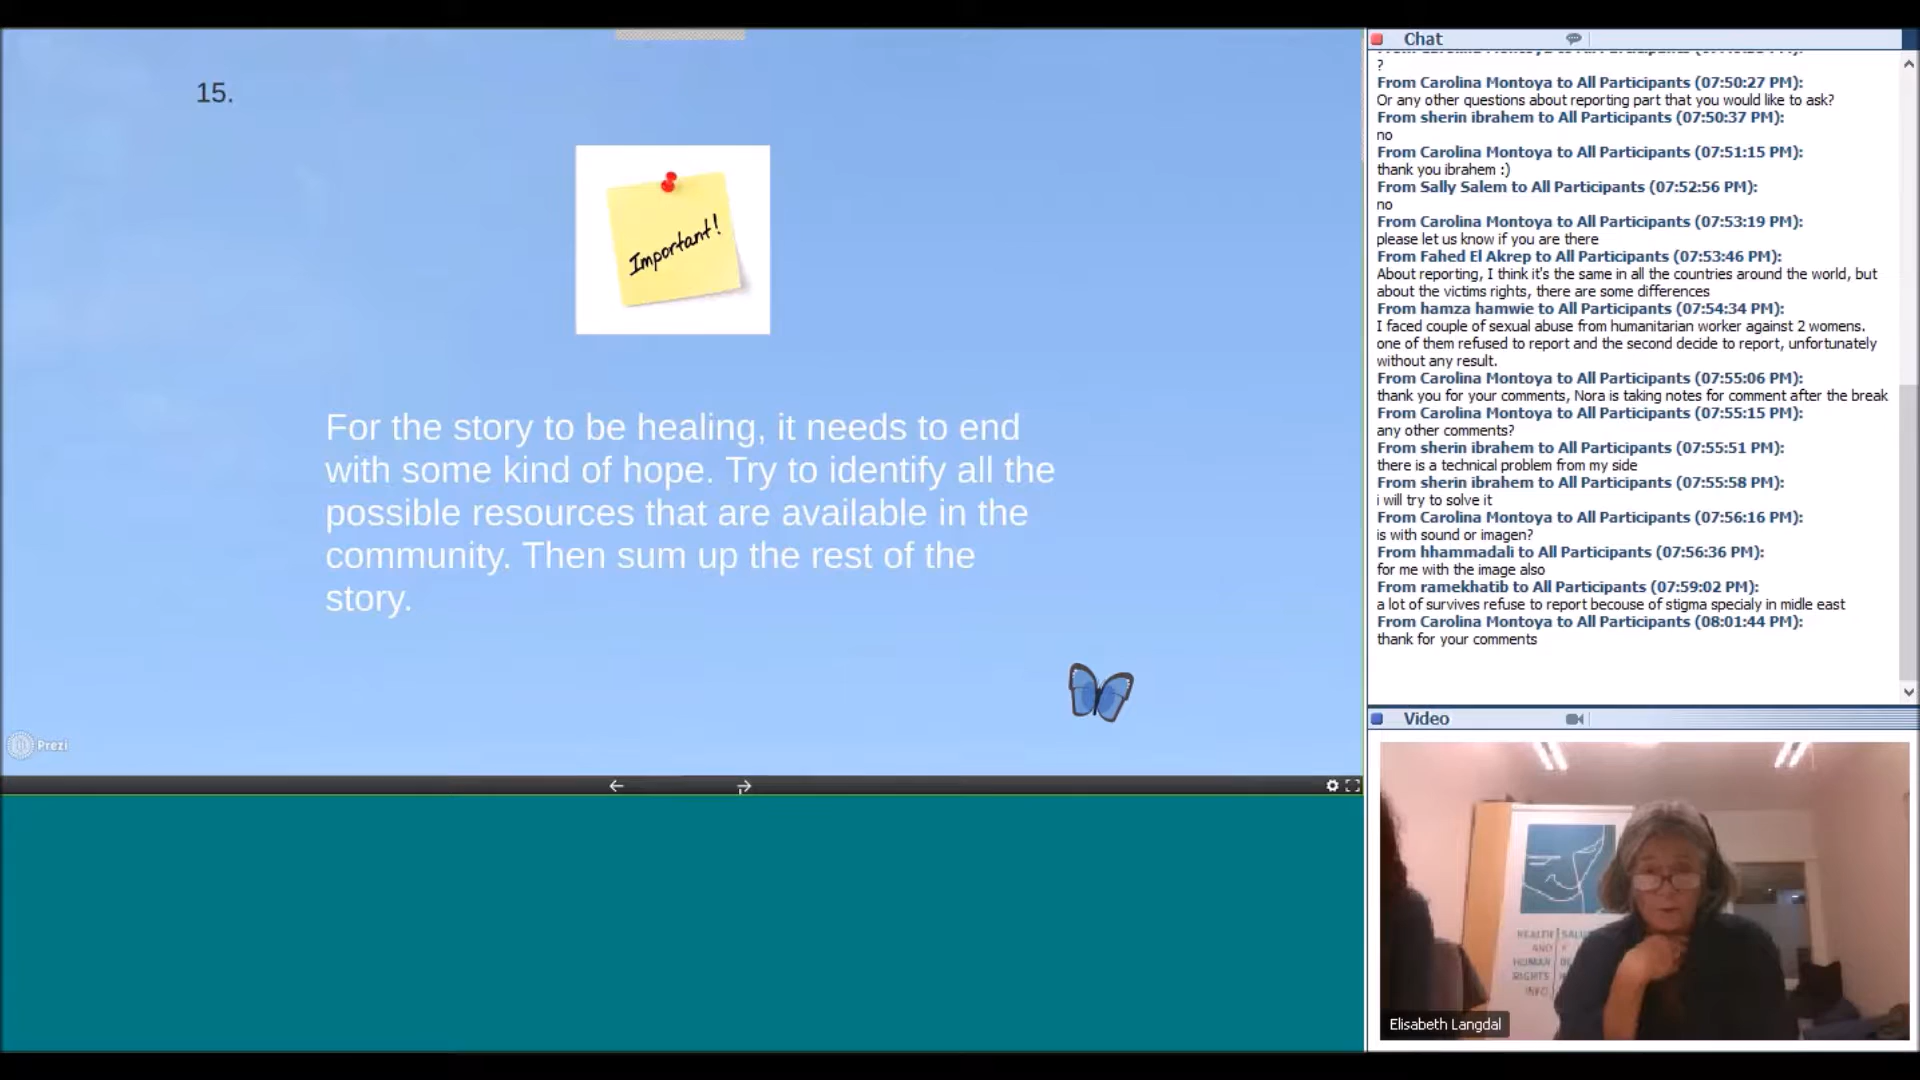 15.
Important!
For the story to be healing, it needs to end
with some kind of hope. Try to identify all the
possible resources that are available in the
community. Then sum up the rest of the
story.
Prezi
Chat
?
From Carolina Montoya to All Participants (07:50:27 PM):
Or any other questions about reporting part that you would like to ask?
From sherin ibrahem to All Participants (07:50:37 PM):
no
From Carolina Montoya to All Participants (07:51:15 PM):
thank you ibrahem :)
From Sally Salem to All Participants (07:52:56 PM):
no
From Carolina Montoya to All Participants (07:53:19 PM):
please let us know if you are there
From Fahed El Akrep to All Participants (07:53:46 PM):
About reporting, I think it's the same in all the countries around the world, but
about the victims rights, there are some differences
From hamza hamwie to All Participants (07:54:34 PM):
I faced couple of sexual abuse from humanitarian worker against 2 womens.
one of them refused to report and the second decide to report, unfortunately
without any result.
From Carolina Montoya to All Participants (07:55:06 PM):
thank you for your comments, Nora is taking notes for comment after the break
From Carolina Montoya to All Participants (07:55:15 PM):
any other comments?
From sherin ibrahem to All Participants (07:55:51 PM):
there is a technical problem from my side
From sherin ibrahem to All Participants (07:55:58 PM):
i will try to solve it
From Carolina Montoya to All Participants (07:56:16 PM):
is with sound or imagen?
From hhammadali to All Participants (07:56:36 PM):
for me with the image also
From ramekhatib to All Participants (07:59:02 PM):
a lot of survives refuse to report becouse of stigma specialy in midle east
From Carolina Montoya to All Participants (08:01:44 PM):
thank for your comments
Video
HEALTH
AND
HUMAN
RIGHTS
INFO
Elisabeth Langdal